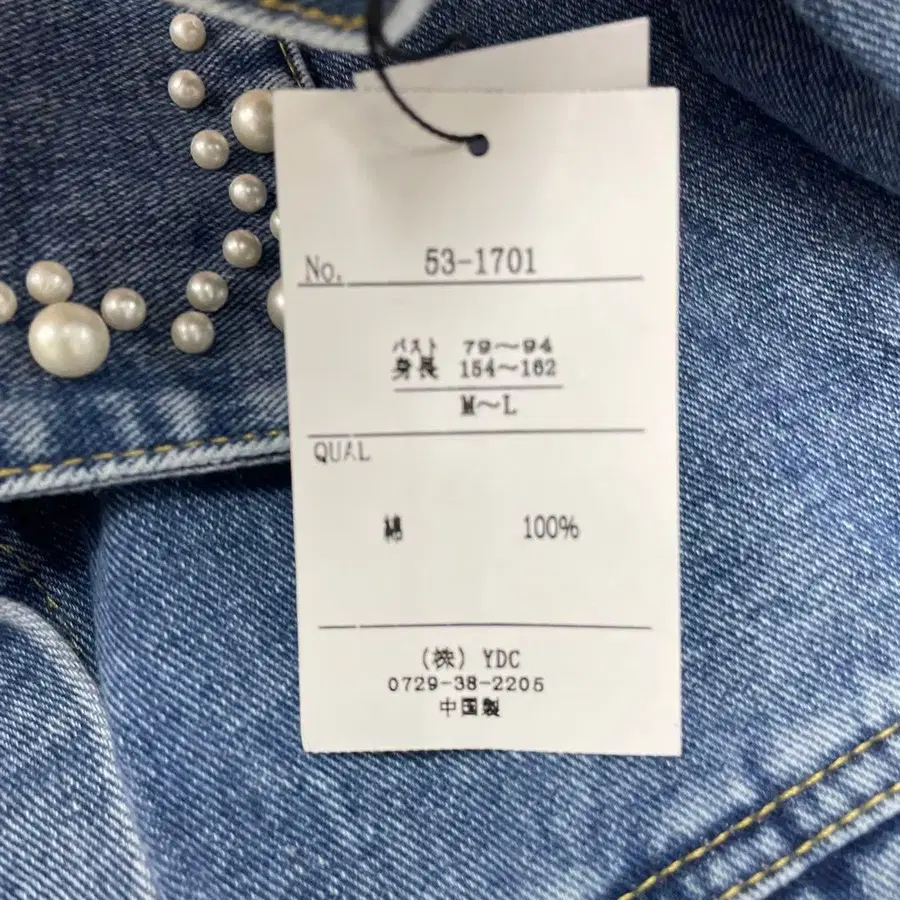 No. 53-1701
バスト 79〜94
身長 154〜162
M〜L
QUAL
綿 100%
(株) YDC
0729-38-2205
中国製